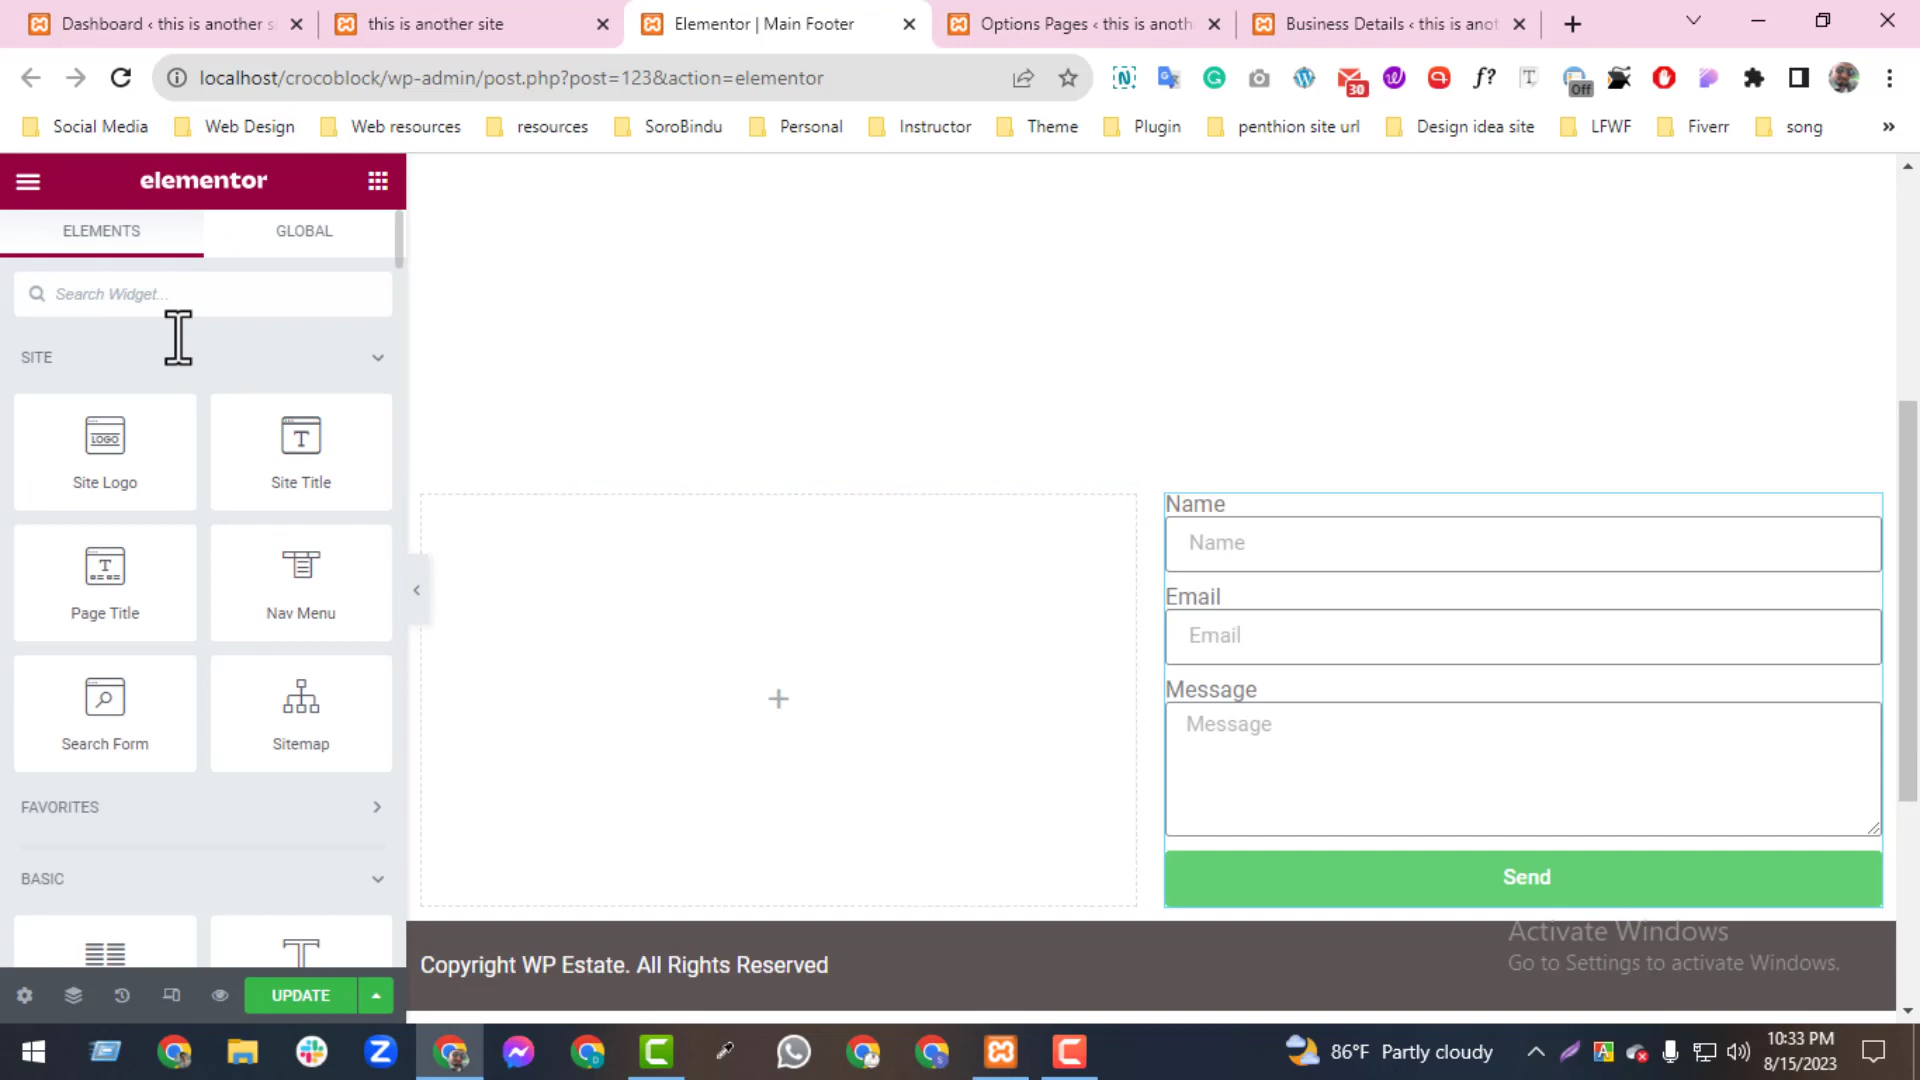 Dashboard ‹ this is another si
this is another site
Elementor | Main Footer
Options Pages ‹ this is anoth
Business Details ‹ this is anot
localhost/crocoblock/wp-admin/post.php?post=123&action=elementor
30
f?
Off
Social Media
Web Design
Web resources
resources
SoroBindu
Personal
Instructor
Theme
Plugin
penthion site url
Design idea site
LFWF
Fiverr
song
»
elementor
ELEMENTS
GLOBAL
Search Widget...
SITE
LOGO
Site Logo
Site Title
Page Title
Nav Menu
Search Form
Sitemap
FAVORITES
BASIC
UPDATE
Name
Name
Email
Email
Message
Message
Send
Copyright WP Estate. All Rights Reserved
Activate Windows
Go to Settings to activate Windows.
86°F Partly cloudy
10:33 PM
8/15/2023